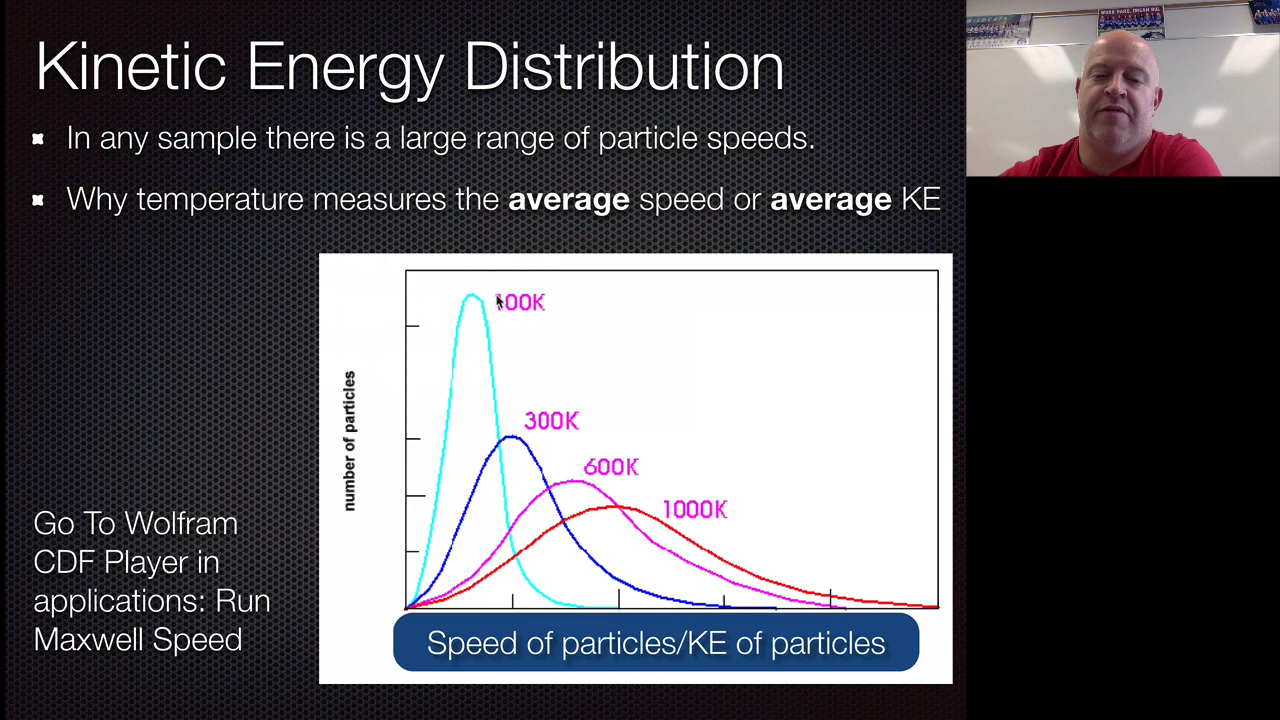 Kinetic Energy Distribution
In any sample there is a large range of particle speeds.
Why temperature measures the average speed or average KE
100K
300K
600K
1000K
number of particles
Speed of particles/KE of particles
Go To Wolfram
CDF Player in
applications: Run
Maxwell Speed